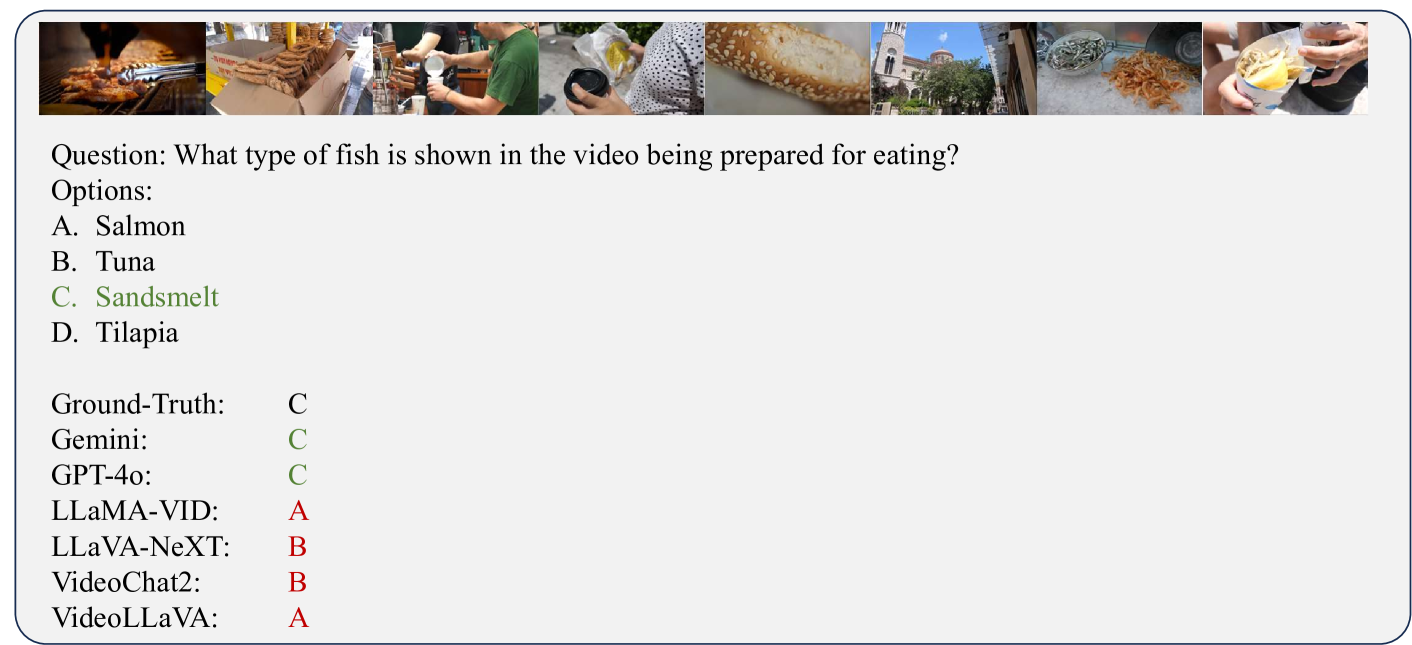 Question: What type of fish is shown in the video being prepared for eating?
Options:
A. Salmon
B. Tuna
C. Sandsmelt
D. Tilapia
Ground-Truth: C
Gemini: C
GPT-4o: C
LLaMA-VID: A
LLaVA-NeXT: B
VideoChat2: B
VideoLLaVA: A